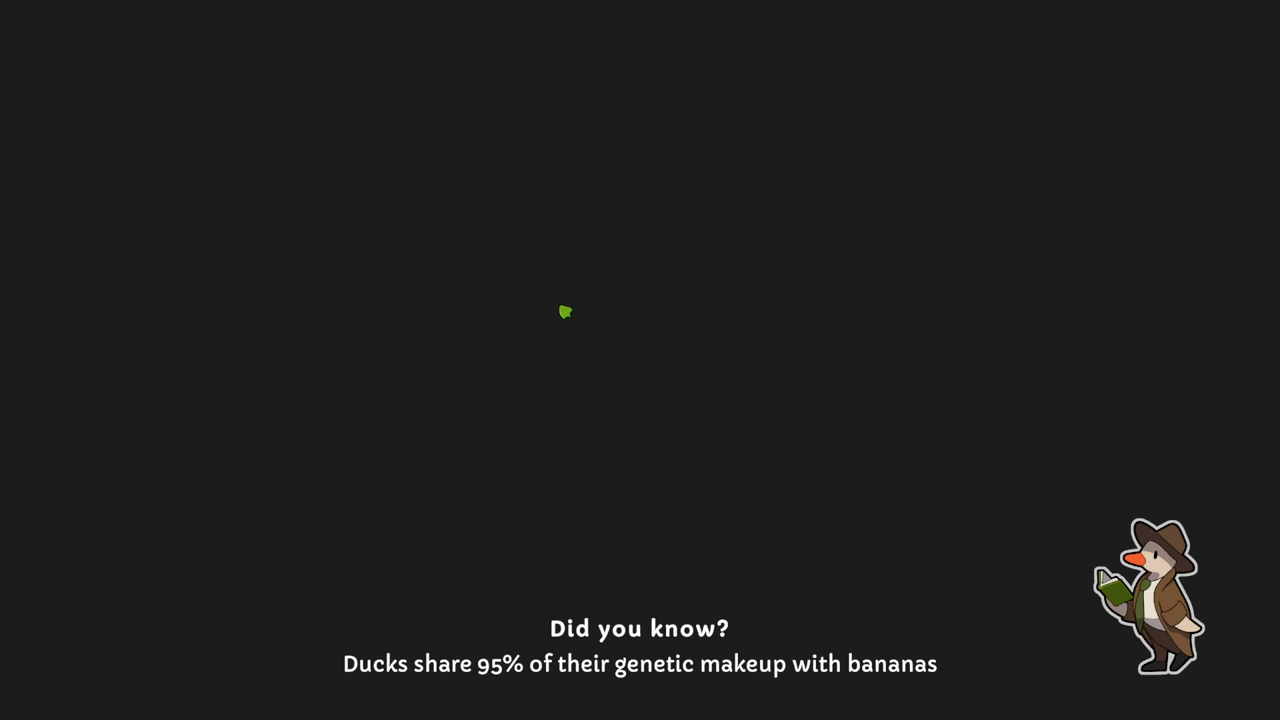 Did you know?
Ducks share 95% of their genetic makeup with bananas